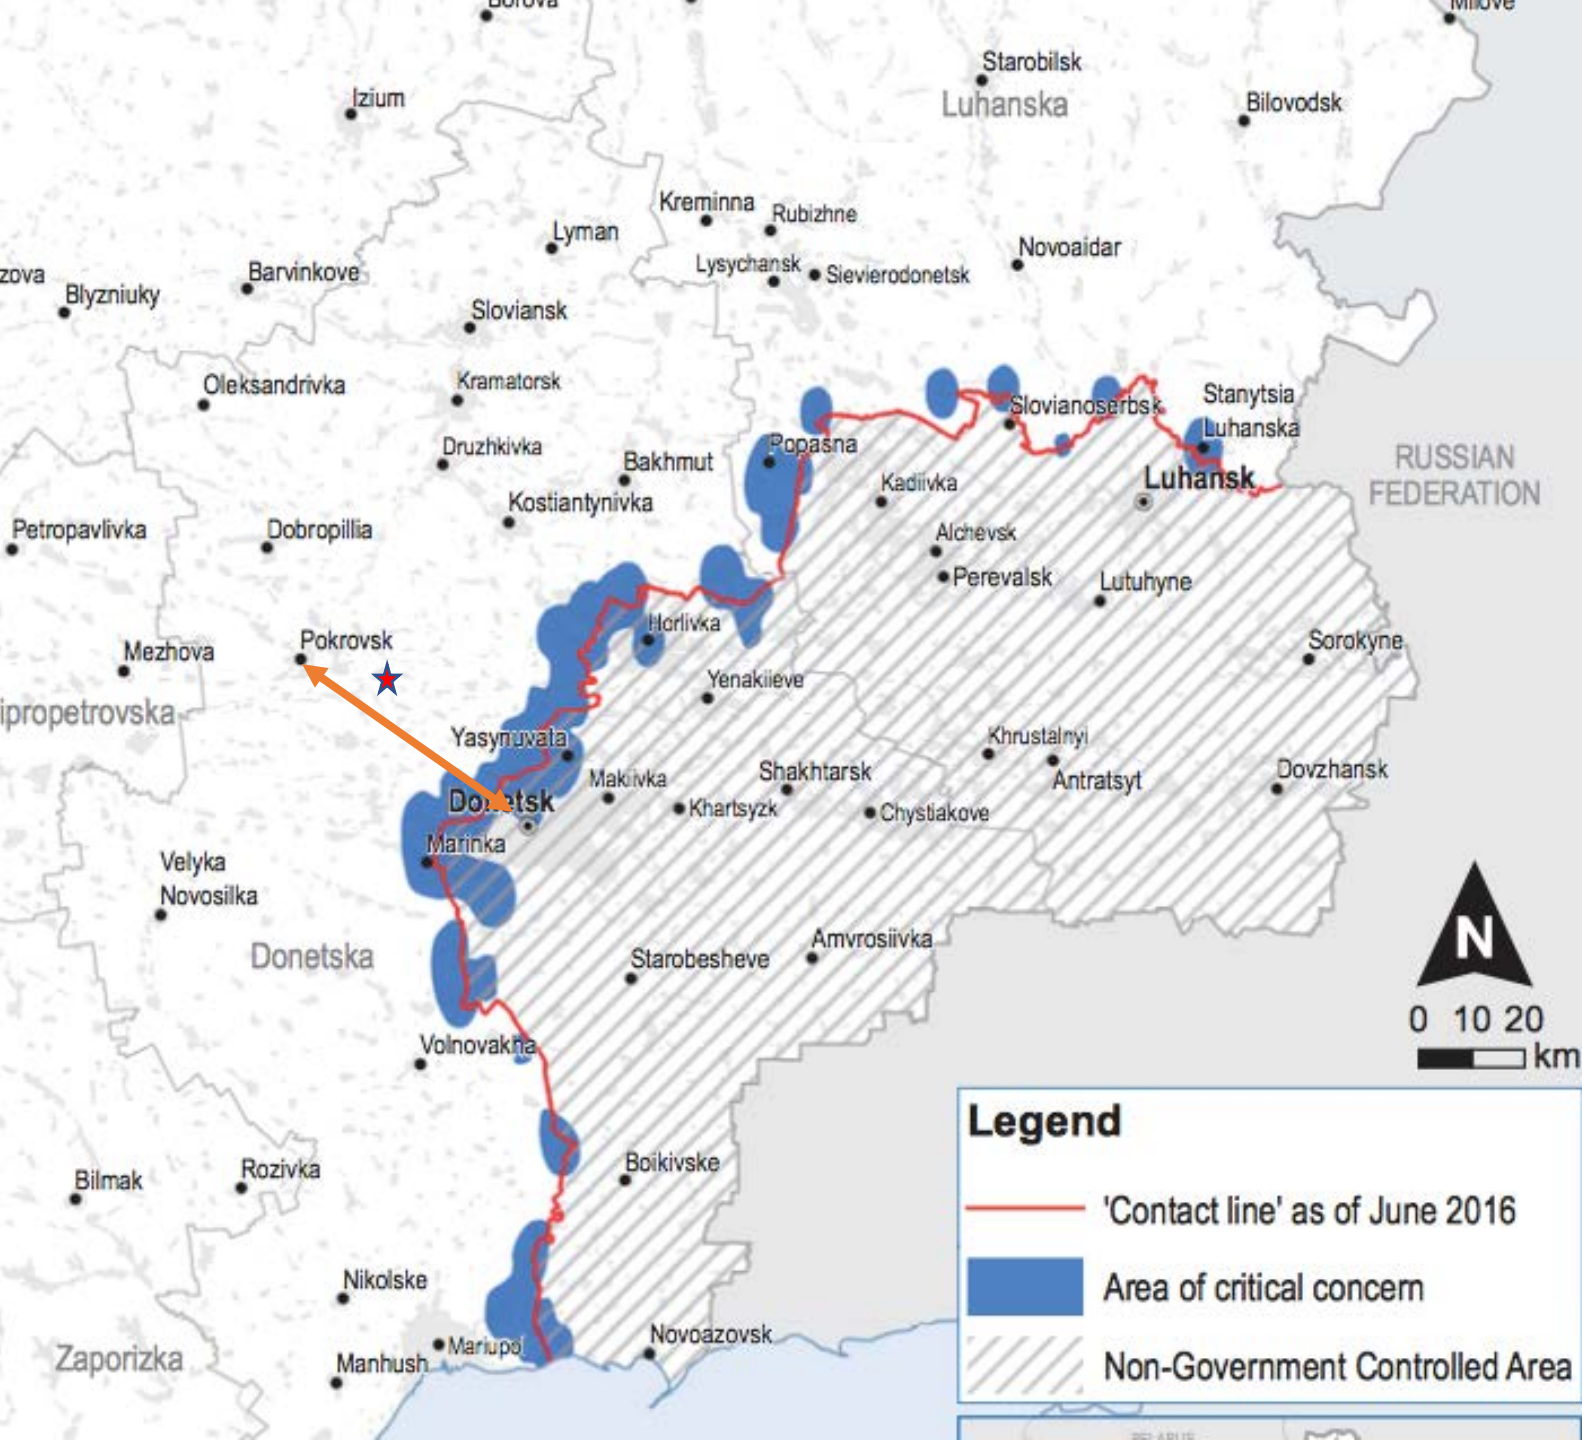 Borova
Milove
Starobilsk
Luhanska
Izium
Bilovodsk
Kreminna
Rubizhne
Lyman
Novoaidar
Lysychansk
Sievierodonetsk
zova
Barvinkove
Blyzniuky
Sloviansk
Oleksandrivka
Kramatorsk
Slovianoserbsk
Stanytsia
Luhanska
Druzhkivka
Popasna
Bakhmut
RUSSIAN
FEDERATION
Luhansk
Kadiivka
Kostiantynivka
Petropavlivka
Dobropillia
Alchevsk
Perevalsk
Lutuhyne
Horlivka
Pokrovsk
Sorokyne
Mezhova
Yenakiieve
ipropetrovska
Yasynuvata
Khrustalnyi
Makiivka
Shakhtarsk
Antratsyt
Dovzhansk
Donetsk
Khartsyzk
Chystiakove
Marinka
Velyka
Novosilka
Donetska
Starobesheve
Amvrosiivka
N
0 10 20
km
Volnovakha
Legend
Boikivske
Rozivka
Bilmak
'Contact line' as of June 2016
Nikolske
Area of critical concern
Mariupol
Novoazovsk
Zaporizka
Manhush
Non-Government Controlled Area
BELARUS